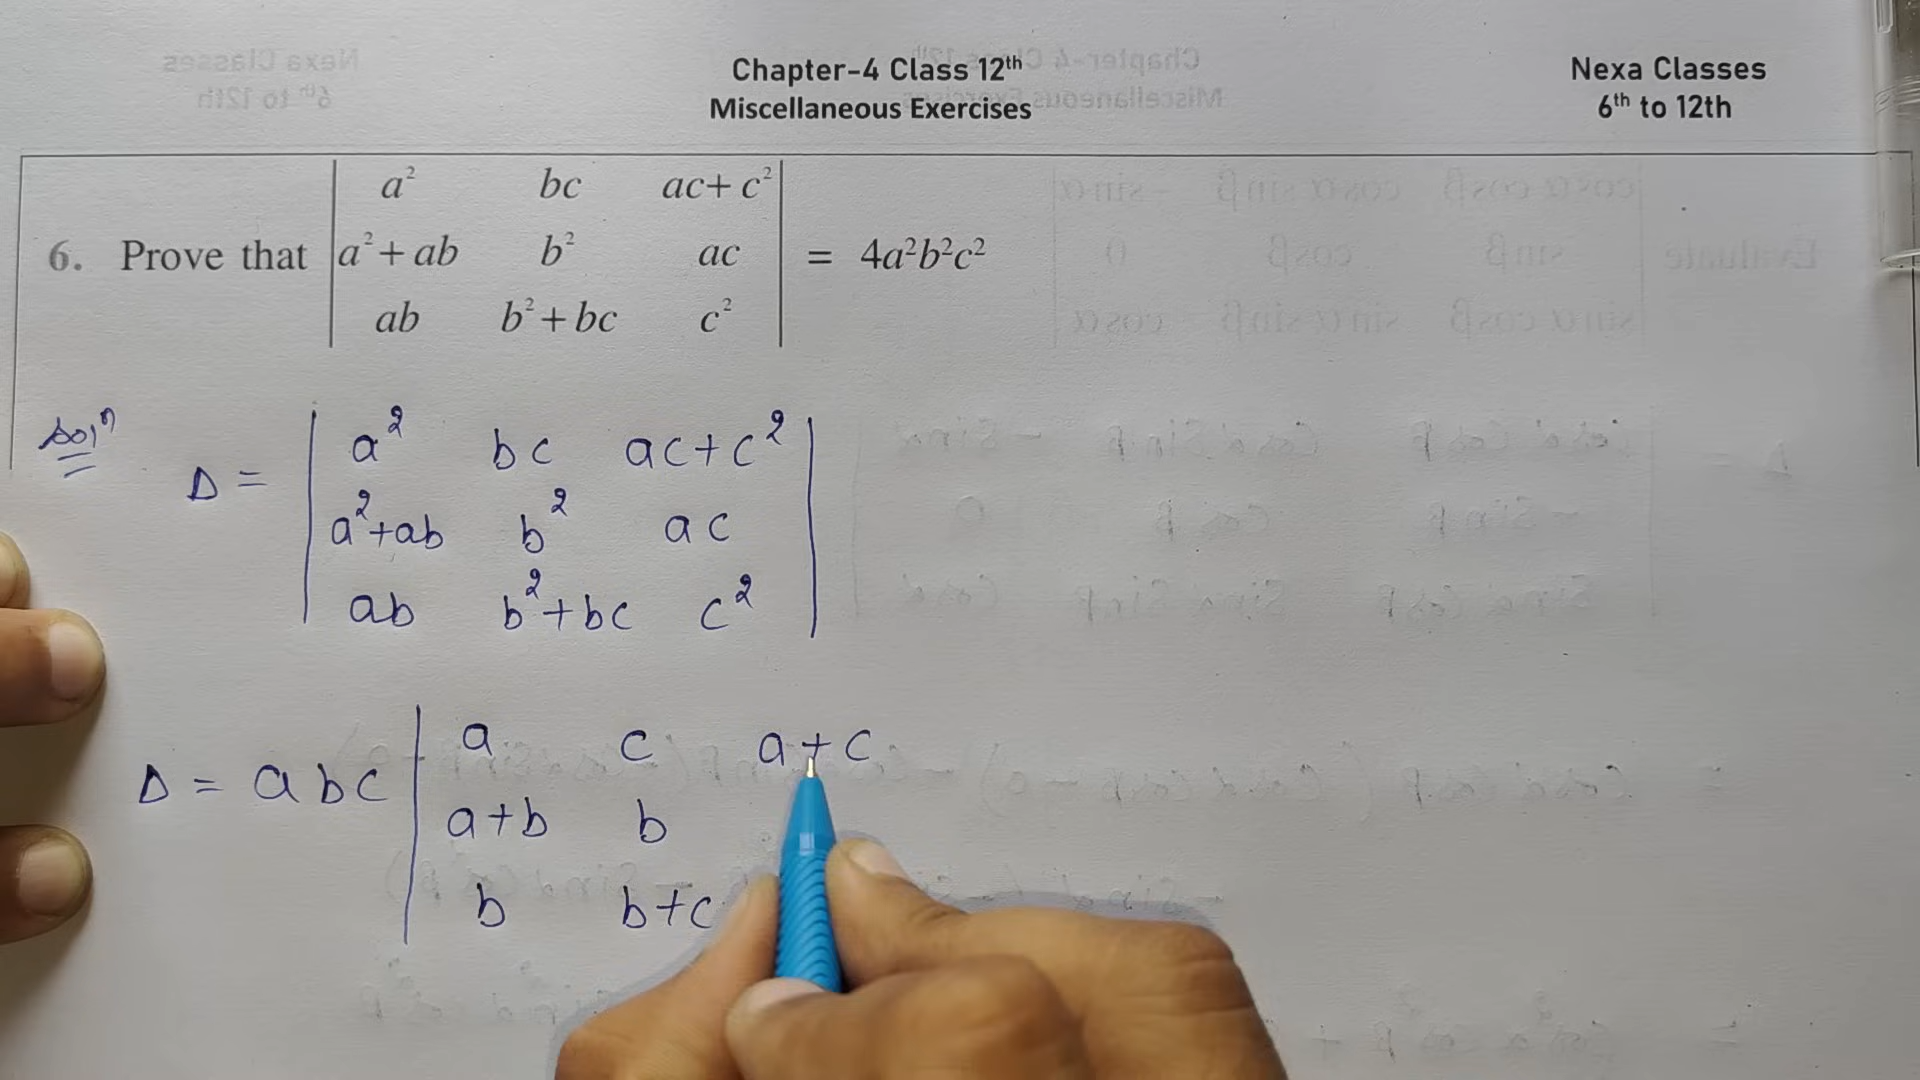 Chapter-4 Class 12th
Miscellaneous Exercises
Nexa Classes
6th to 12th
6. Prove that | a² bc ac+ c² |
| a² + ab b² ac | = 4a²b²c²
| ab b² + bc c² |
Solⁿ
Δ = | a² bc ac+c² |
| a²+ab b² ac |
| ab b²+bc c² |
Δ = abc | a c a+c
| a+b b
| b b+c